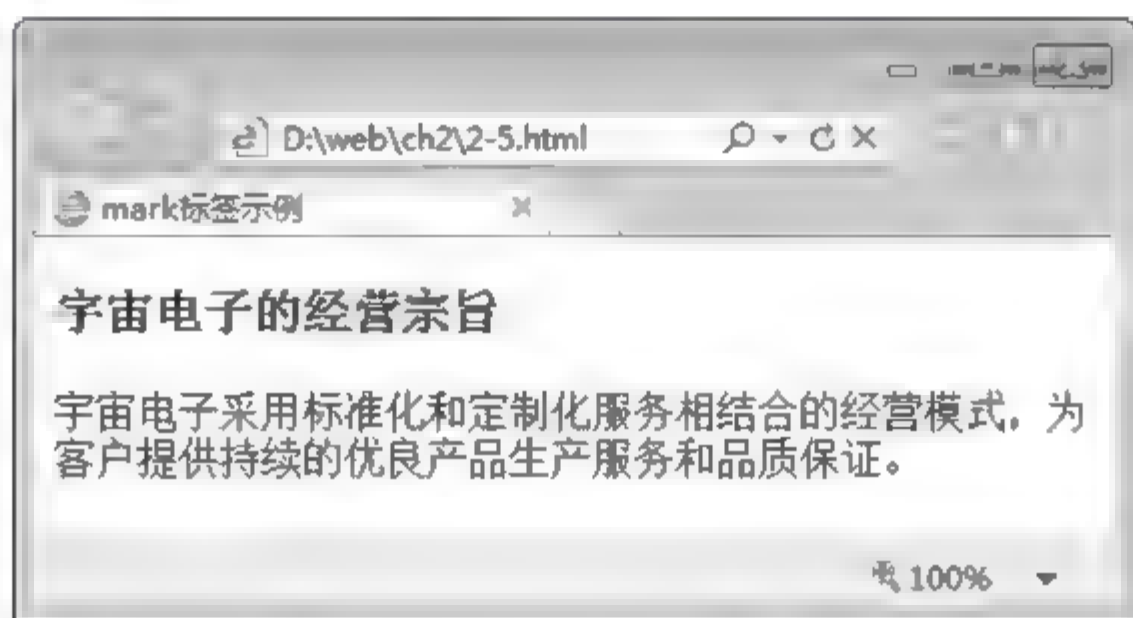 D:\web\ch2\2-5.html
mark标签示例
宇宙电子的经营宗旨
宇宙电子采用标准化和定制化服务相结合的经营模式，为
客户提供持续的优良产品生产服务和品质保证。
100%